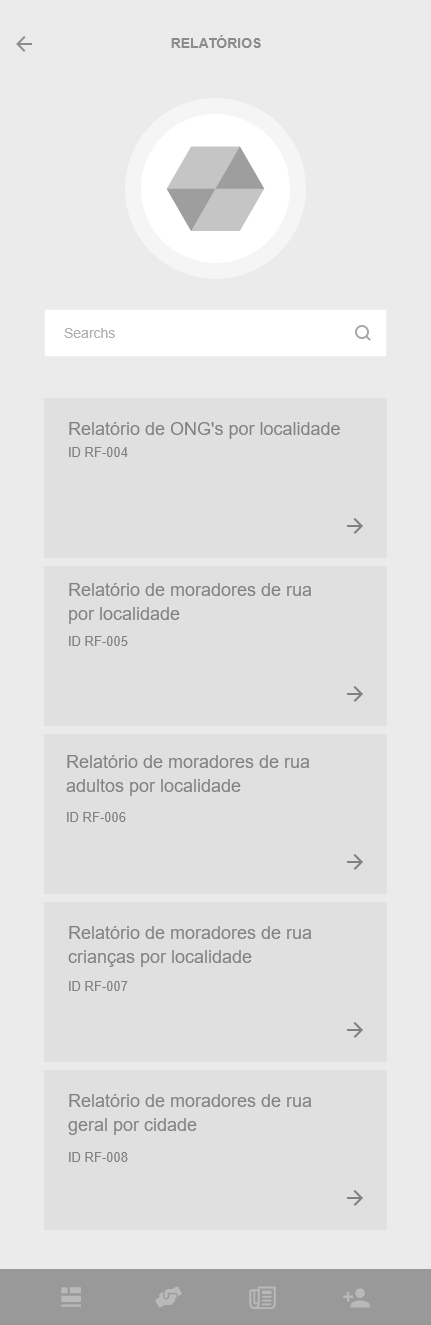 RELATÓRIOS
Searchs
Relatório de ONG's por localidade
ID RF-004
Relatório de moradores de rua
por localidade
ID RF-005
Relatório de moradores de rua
adultos por localidade
ID RF-006
Relatório de moradores de rua
crianças por localidade
ID RF-007
Relatório de moradores de rua
geral por cidade
ID RF-008